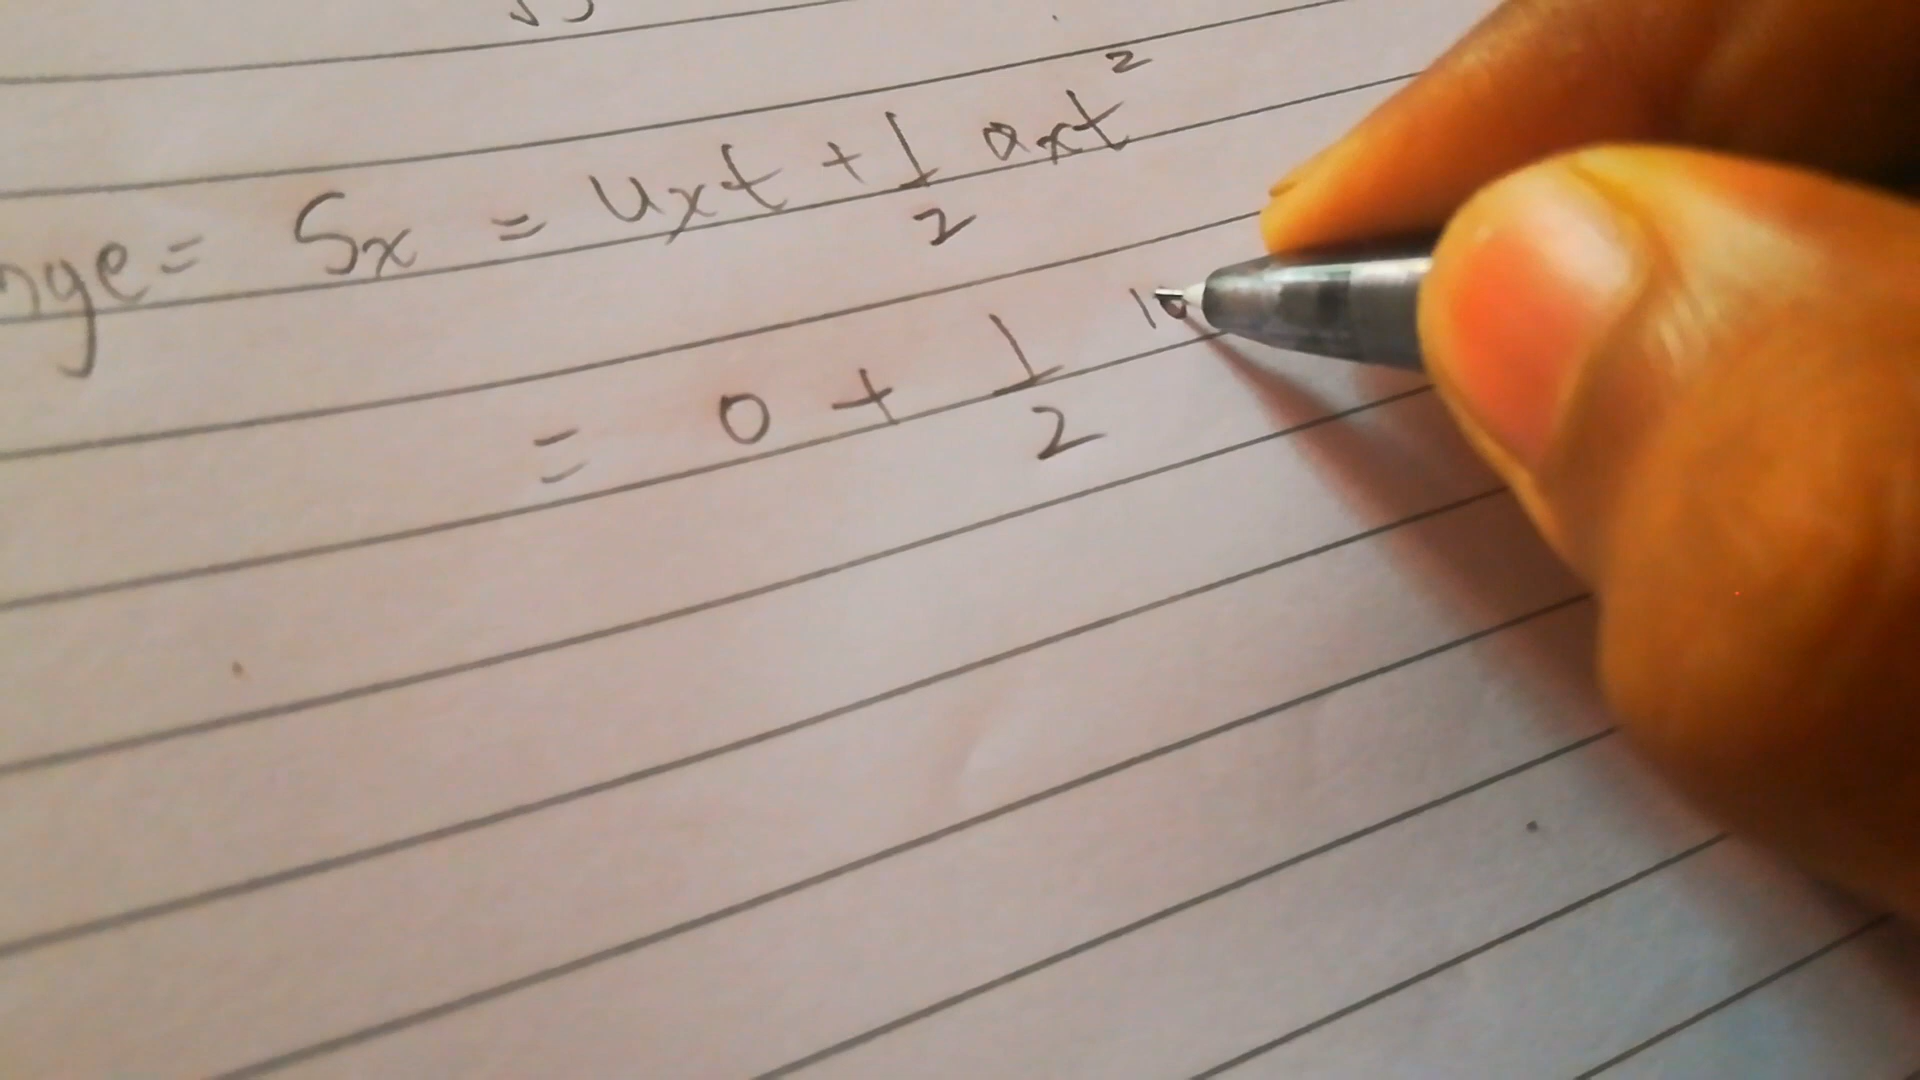 nge = Sx = uxt + 1/2 axt²
= 0 + 1/2 10